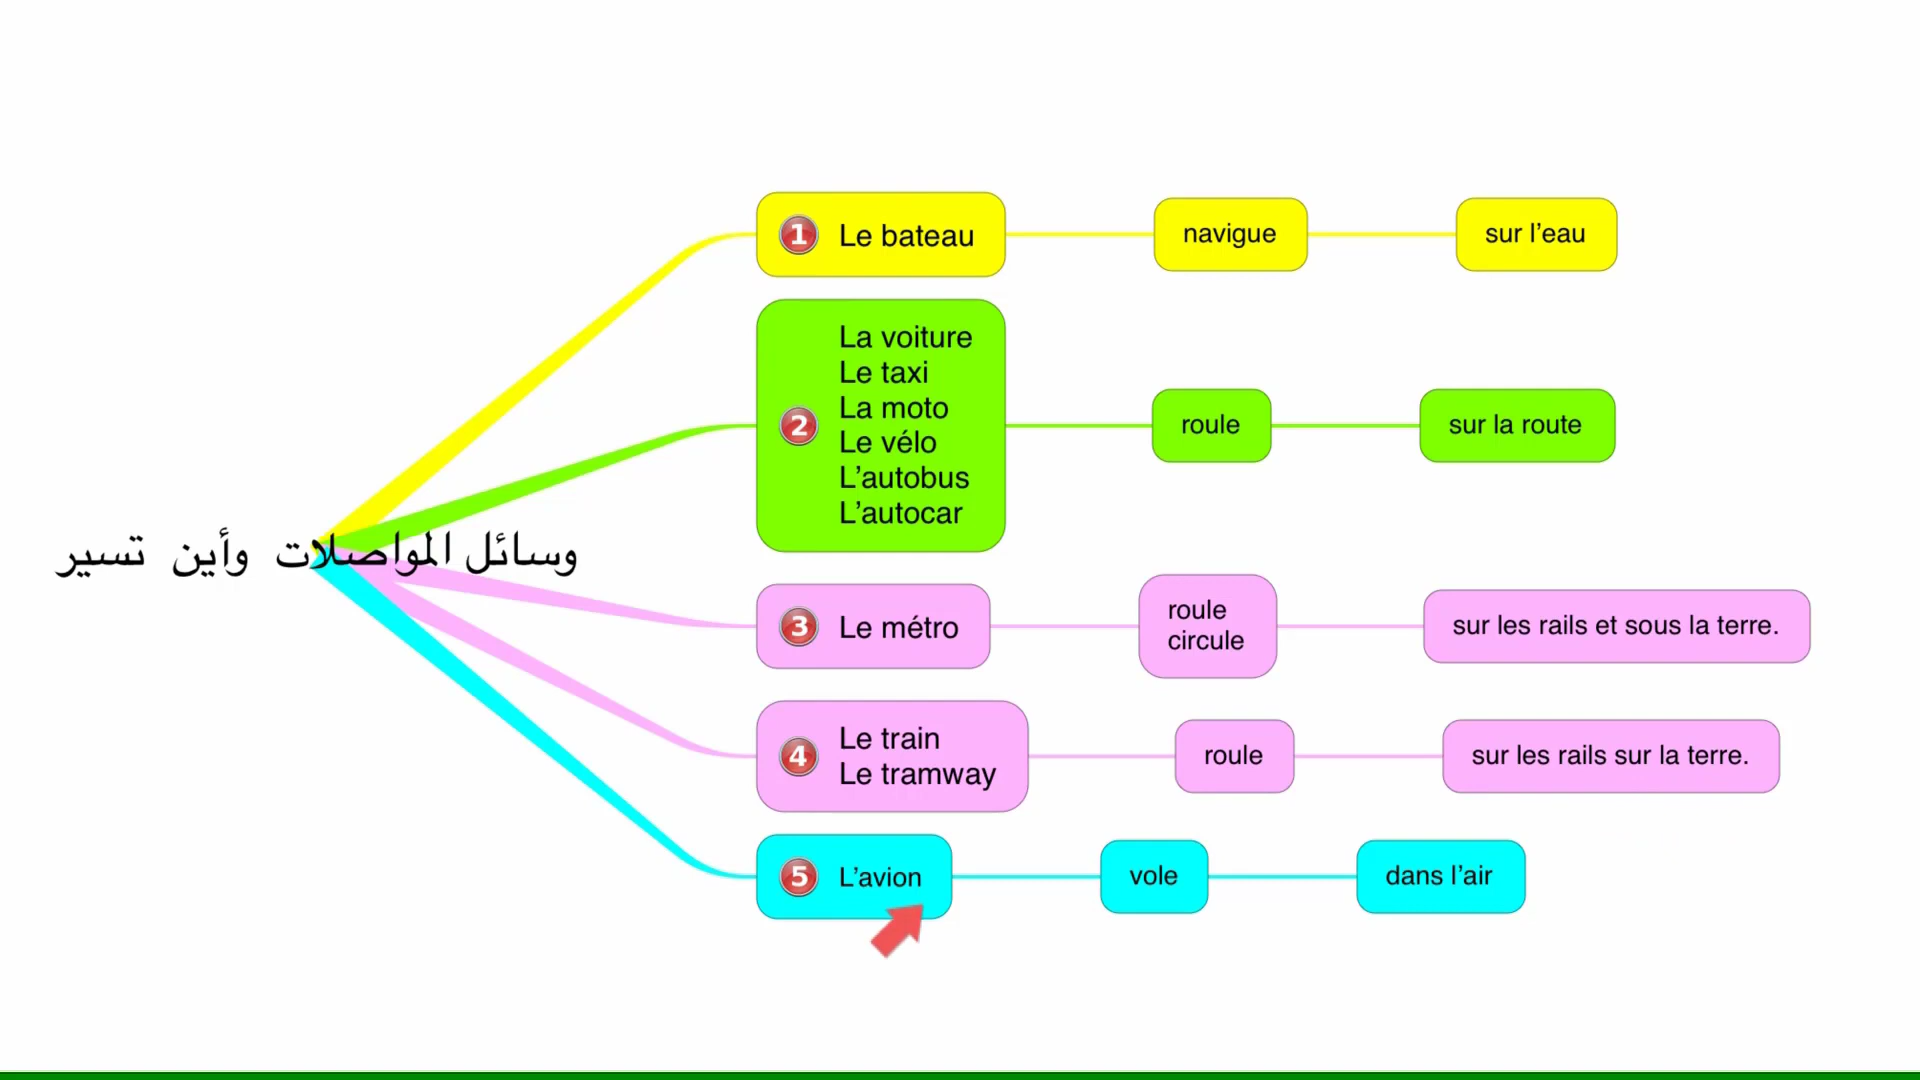 وسائل المواصلات وأين تسير
1 Le bateau
navigue
sur l’eau
2
La voiture
Le taxi
La moto
Le vélo
L’autobus
L’autocar
roule
sur la route
3 Le métro
roule
circule
sur les rails et sous la terre.
4
Le train
Le tramway
roule
sur les rails sur la terre.
5 L’avion
vole
dans l’air